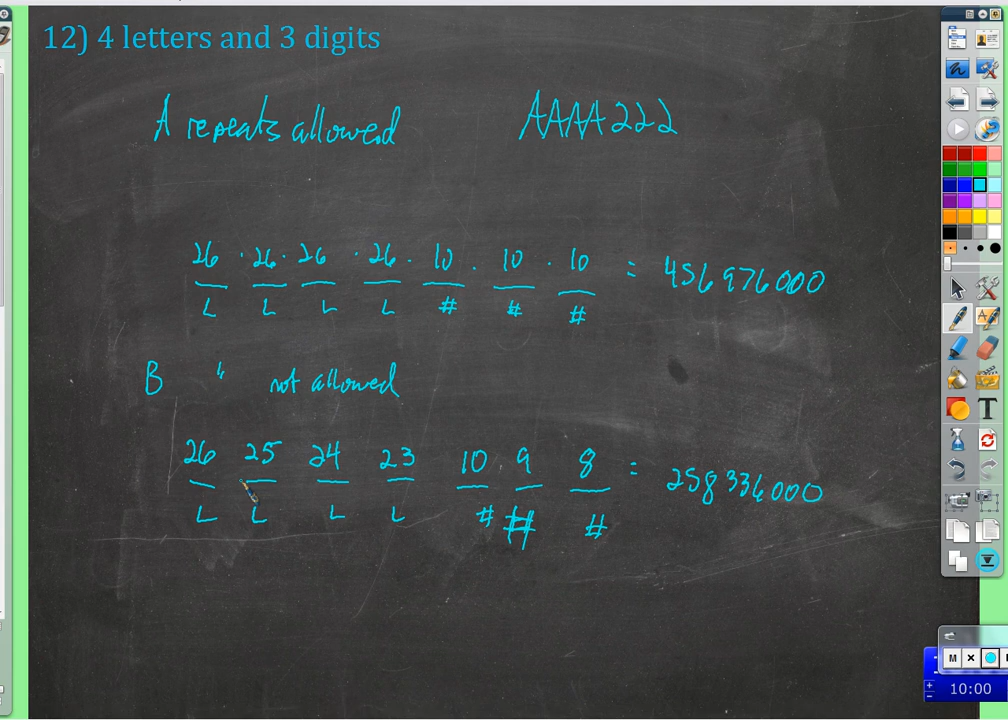 12) 4 letters and 3 digits
A repeats allowed AAAA222
26 · 26 · 26 · 26 · 10 · 10 · 10 = 456976000
L L L L # # #
B " not allowed
26 25 24 23 10 9 8 = 258336000
L L L L # # #
T
M
10:00